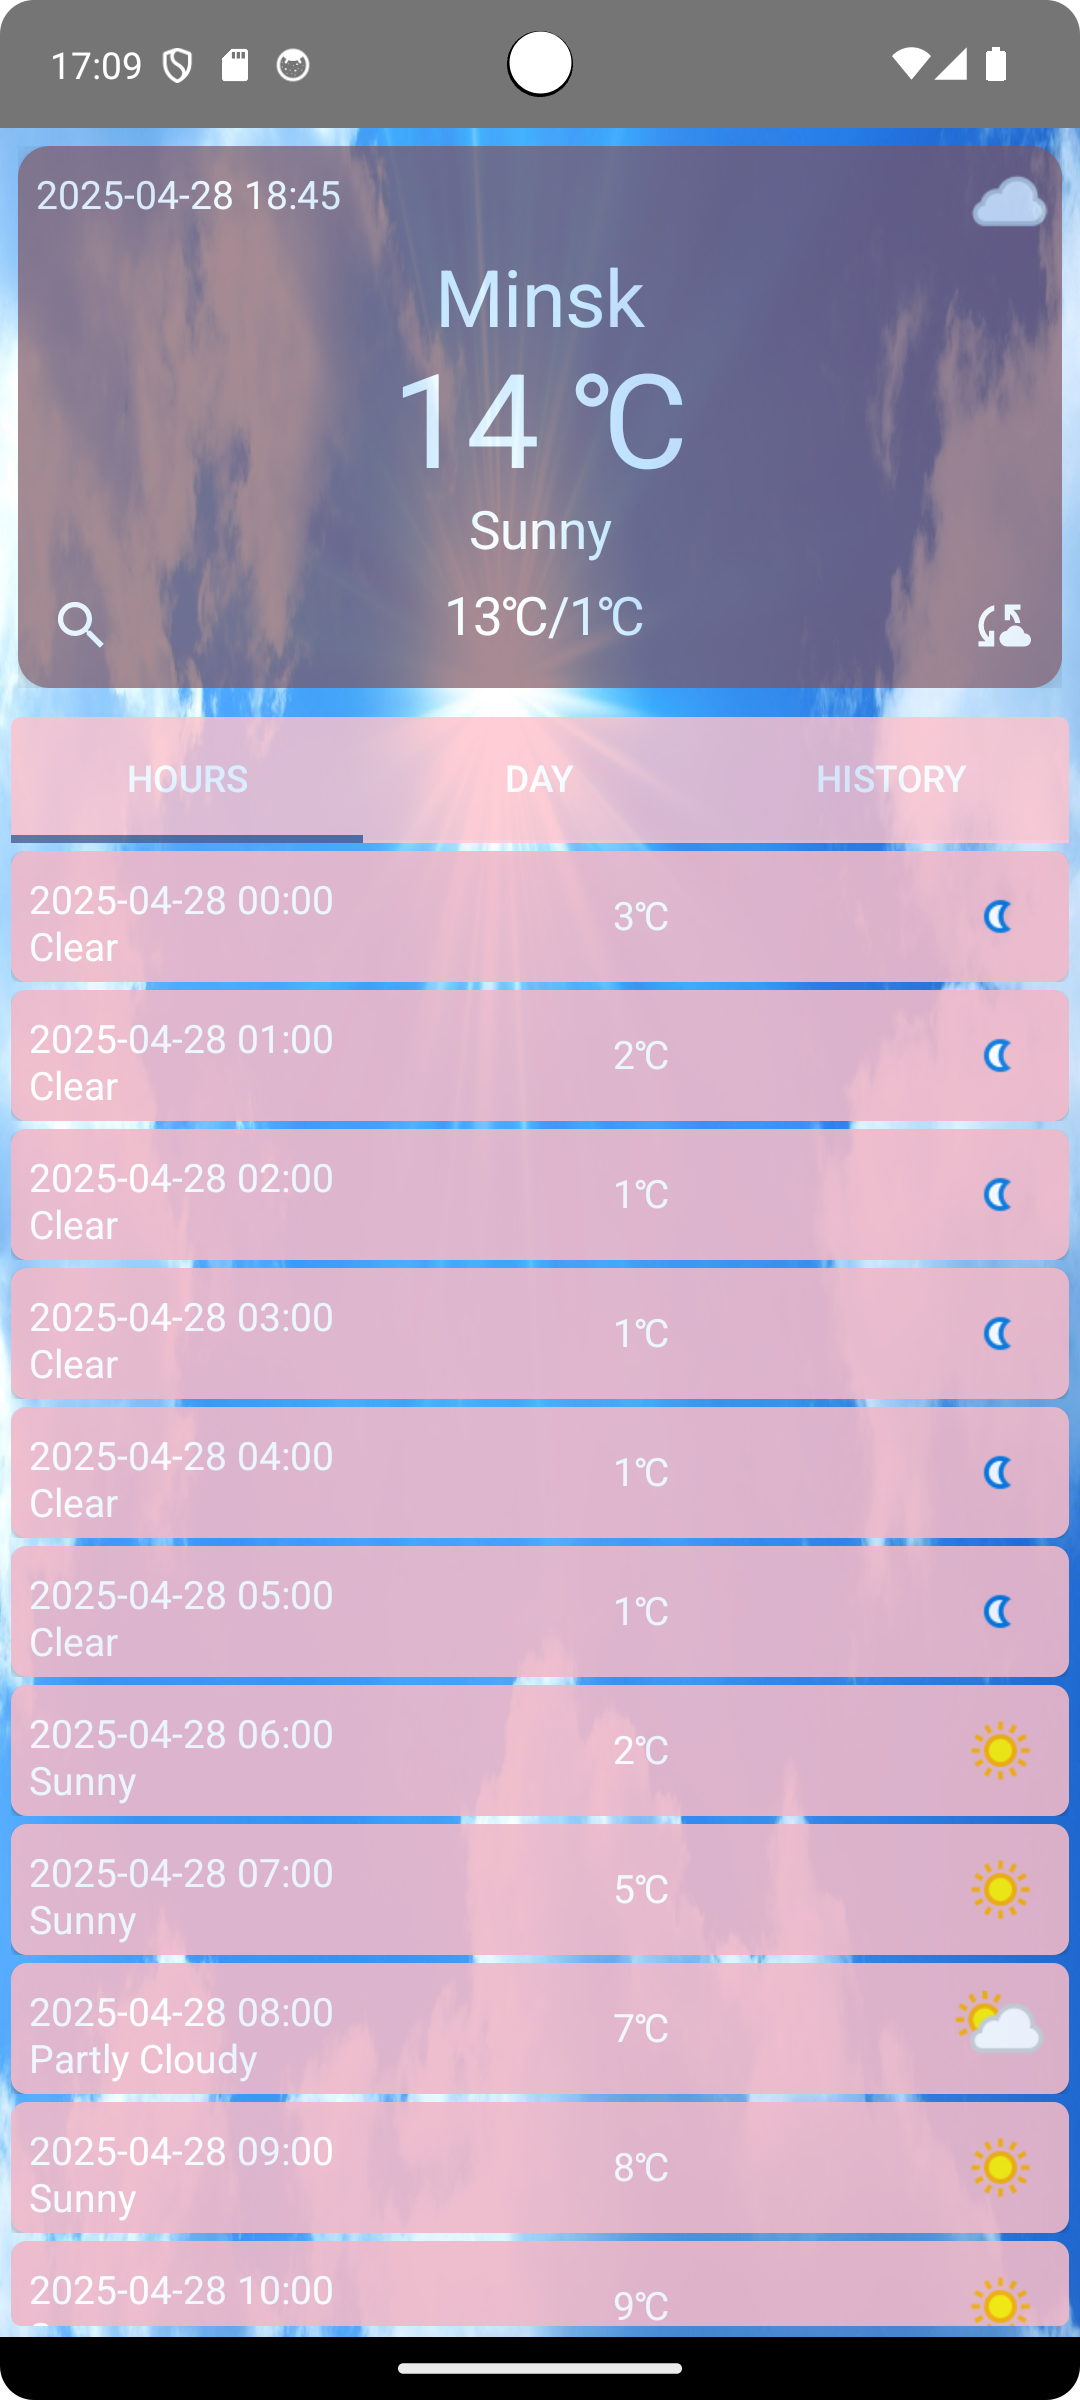 17:09
2025-04-28 18:45
Minsk
14 °C
Sunny
13°C/1°C
HOURS DAY HISTORY
2025-04-28 00:00
Clear
3°C
2025-04-28 01:00
Clear
2°C
2025-04-28 02:00
Clear
1°C
2025-04-28 03:00
Clear
1°C
2025-04-28 04:00
Clear
1°C
2025-04-28 05:00
Clear
1°C
2025-04-28 06:00
Sunny
2°C
2025-04-28 07:00
Sunny
5°C
2025-04-28 08:00
Partly Cloudy
7°C
2025-04-28 09:00
Sunny
8°C
2025-04-28 10:00
9°C